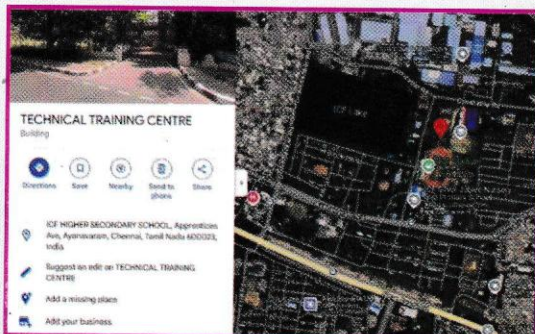 TECHNICAL TRAINING CENTRE
Building
Directions
Save
Nearby
Send to
phone
Share
ICF HIGHER SECONDARY SCHOOL, Apprentices
Ave, Ayanavaram, Chennai, Tamil Nadu 600023,
India
Suggest an edit on TECHNICAL TRAINING
CENTRE
Add a missing place
Add your business
ICF LAKE